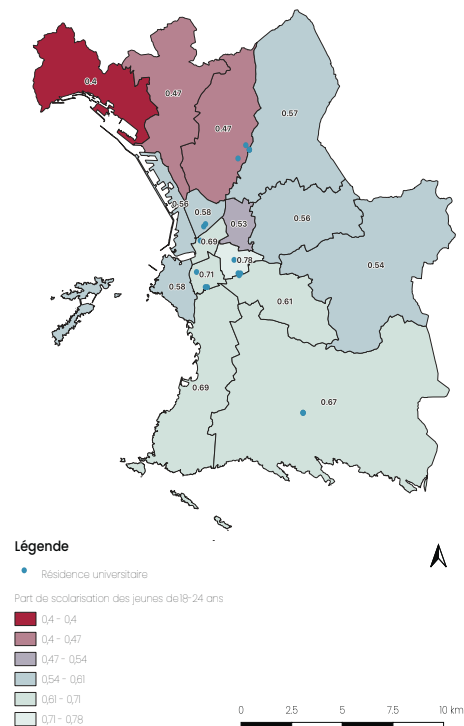 0.4
0.47
0.57
0.47
0.56
0.58
0.53
0.56
0.69
0.78
0.54
0.71
0.58
0.61
0.69
0.67
Légende
Résidence universitaire
Part de scolarisation des jeunes de18-24 ans
0,4 - 0,4
0,4 - 0,47
0,47 - 0,54
0,54 - 0,61
0,61 - 0,71
0,71 - 0,78
0 2.5 5 7.5 10 km